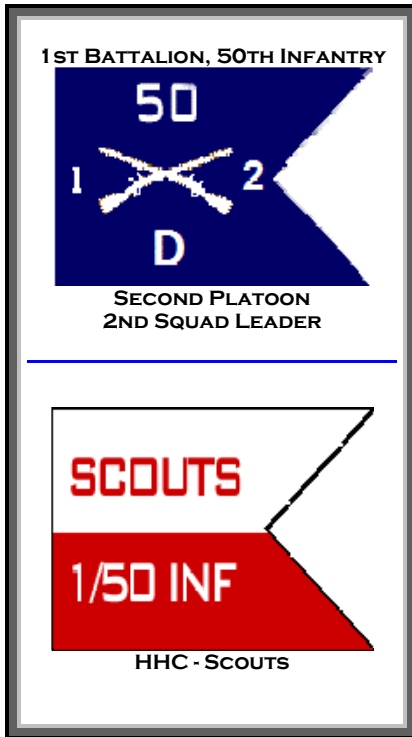 1st Battalion, 50th Infantry
50
1 2
D
Second Platoon
2nd Squad Leader
SCOUTS
1/50 INF
HHC - Scouts